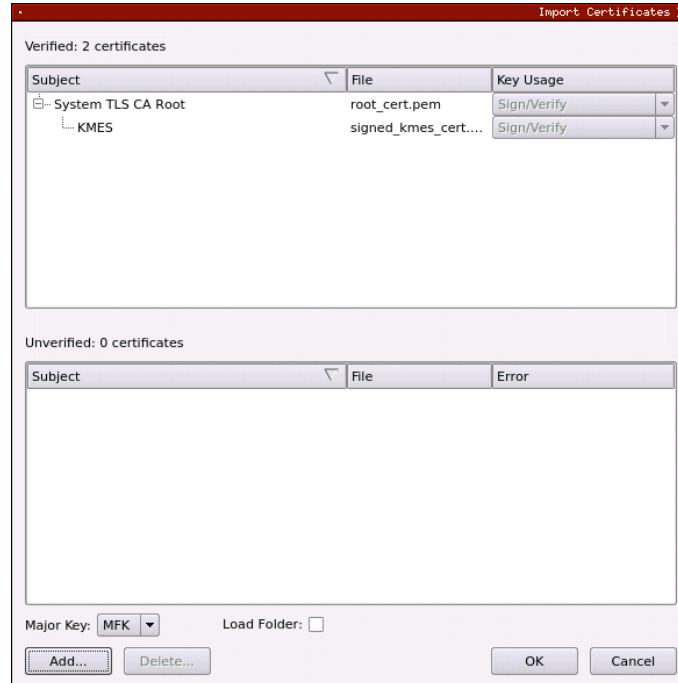 Import Certificates
Verified: 2 certificates
Subject File Key Usage
System TLS CA Root root_cert.pem Sign/Verify
KMES signed_kmes_cert.... Sign/Verify
Unverified: 0 certificates
Subject File Error
Major Key: MFK Load Folder:
Add... Delete... OK Cancel